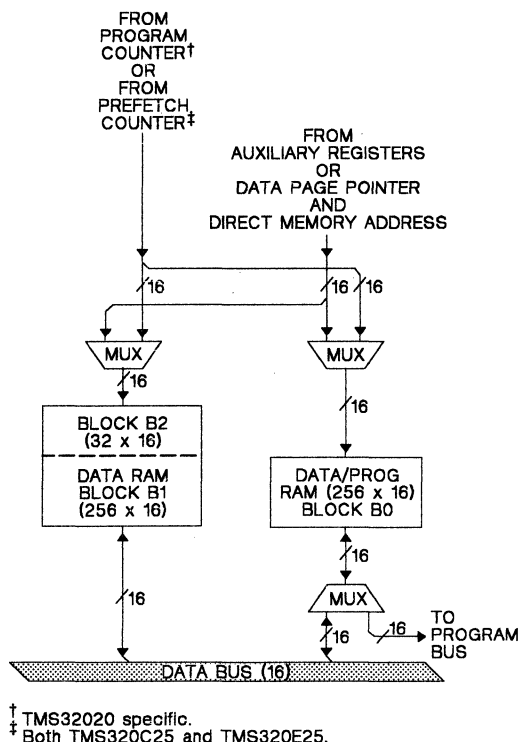 FROM
PROGRAM
COUNTER†
OR
FROM
PREFETCH
COUNTER‡
FROM
AUXILIARY REGISTERS
OR
DATA PAGE POINTER
AND
DIRECT MEMORY ADDRESS
16
16
16
MUX
MUX
16
16
BLOCK B2
(32 x 16)
DATA RAM
BLOCK B1
(256 x 16)
DATA/PROG
RAM (256 x 16)
BLOCK B0
16
16
MUX
16
16
TO
PROGRAM
BUS
DATA BUS (16)
† TMS32020 specific.
‡ Both TMS320C25 and TMS320E25.